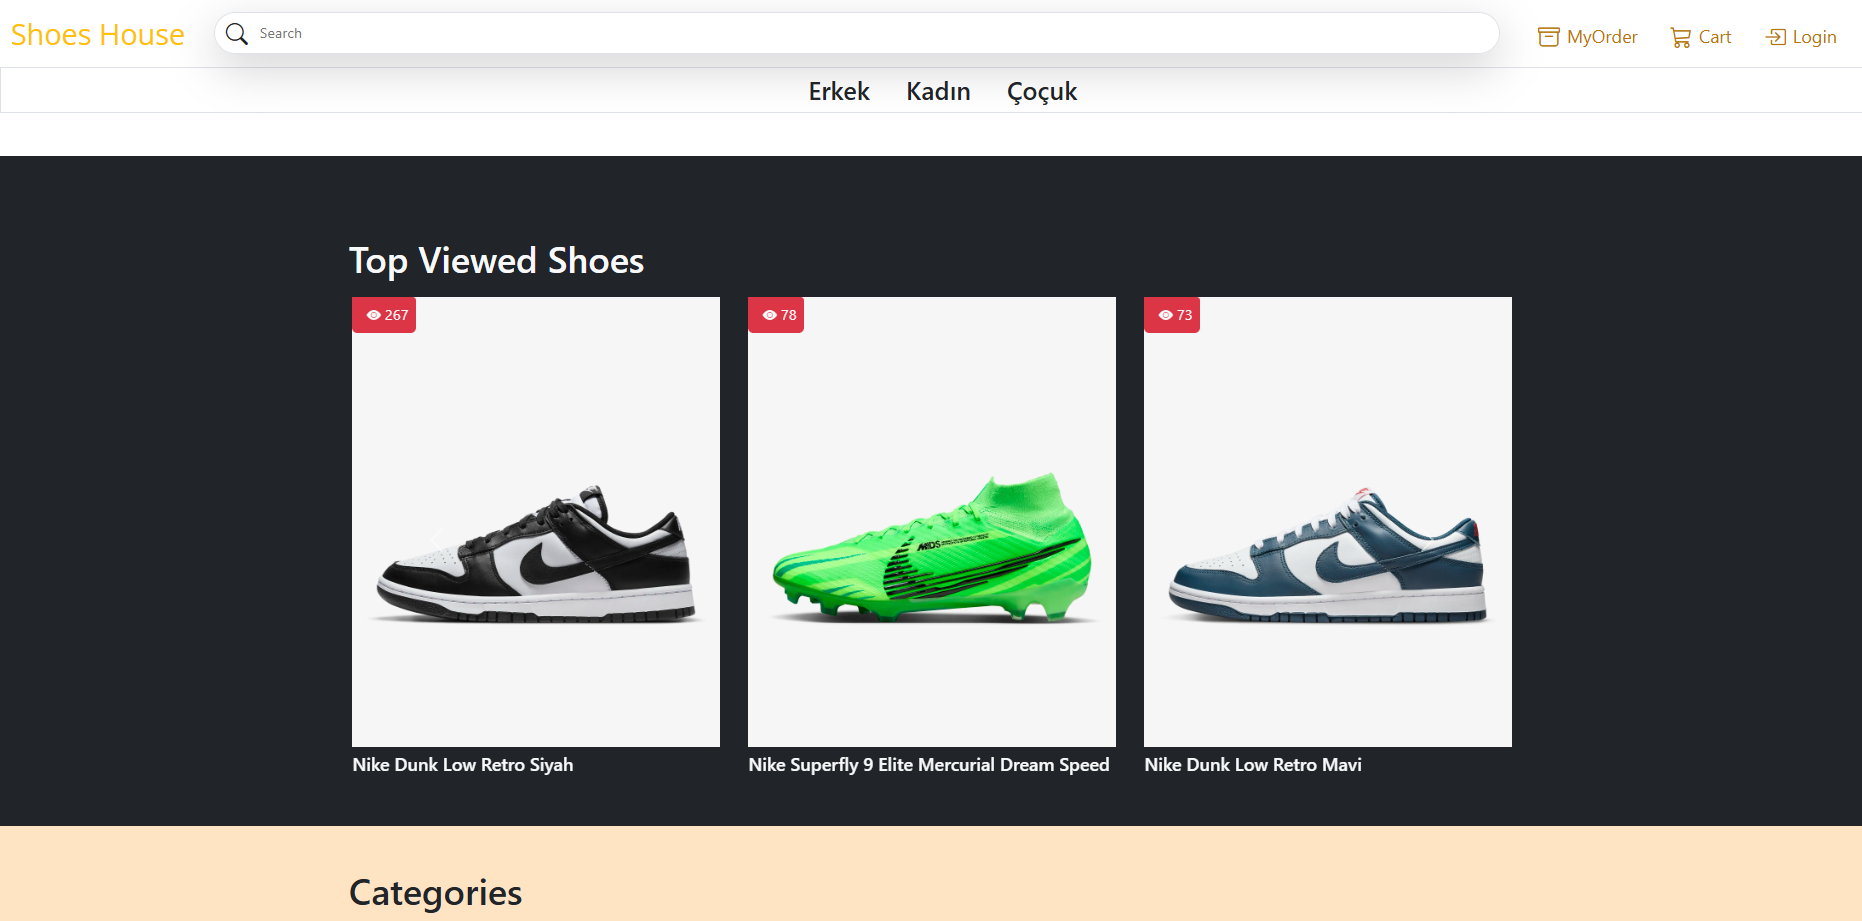 Shoes House
Search
MyOrder
Cart
Login
Erkek
Kadın
Çoçuk
Top Viewed Shoes
267
78
73
MDS
Nike Dunk Low Retro Siyah
Nike Superfly 9 Elite Mercurial Dream Speed
Nike Dunk Low Retro Mavi
Categories